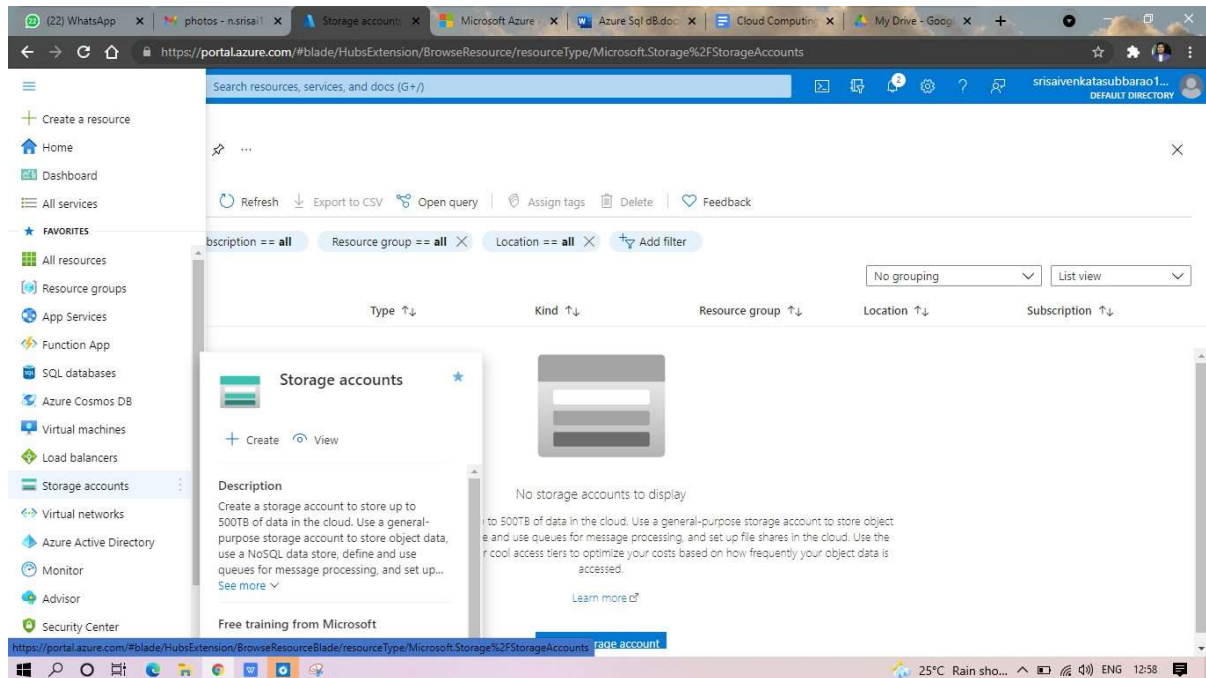 (22) WhatsApp
photos - n.srisai1
Storage accounts
Microsoft Azure
Azure Sql dB.doc
Cloud Computing
My Drive - Goog
https://portal.azure.com/#blade/HubsExtension/BrowseResource/resourceType/Microsoft.Storage%2FStorageAccounts
Search resources, services, and docs (G+/)
2
srisaivenkatasubbarao1...
DEFAULT DIRECTORY
Create a resource
Home
Dashboard
All services
FAVORITES
All resources
Resource groups
App Services
Function App
SQL databases
Azure Cosmos DB
Virtual machines
Load balancers
Storage accounts
Virtual networks
Azure Active Directory
Monitor
Advisor
Security Center
Refresh Export to CSV Open query Assign tags Delete Feedback
bscription == all Resource group == all Location == all Add filter
No grouping List view
Type Kind Resource group Location Subscription
Storage accounts
Create View
Description
Create a storage account to store up to
500TB of data in the cloud. Use a general-
purpose storage account to store object data,
use a NoSQL data store, define and use
queues for message processing, and set up...
See more
Free training from Microsoft
No storage accounts to display
to 500TB of data in the cloud. Use a general-purpose storage account to store object
e and use queues for message processing, and set up file shares in the cloud. Use the
r cool access tiers to optimize your costs based on how frequently your object data is
accessed.
Learn more
rage account
https://portal.azure.com/#blade/HubsExtension/BrowseResourceBlade/resourceType/Microsoft.Storage%2FStorageAccounts
25°C Rain sho... ENG 12:58